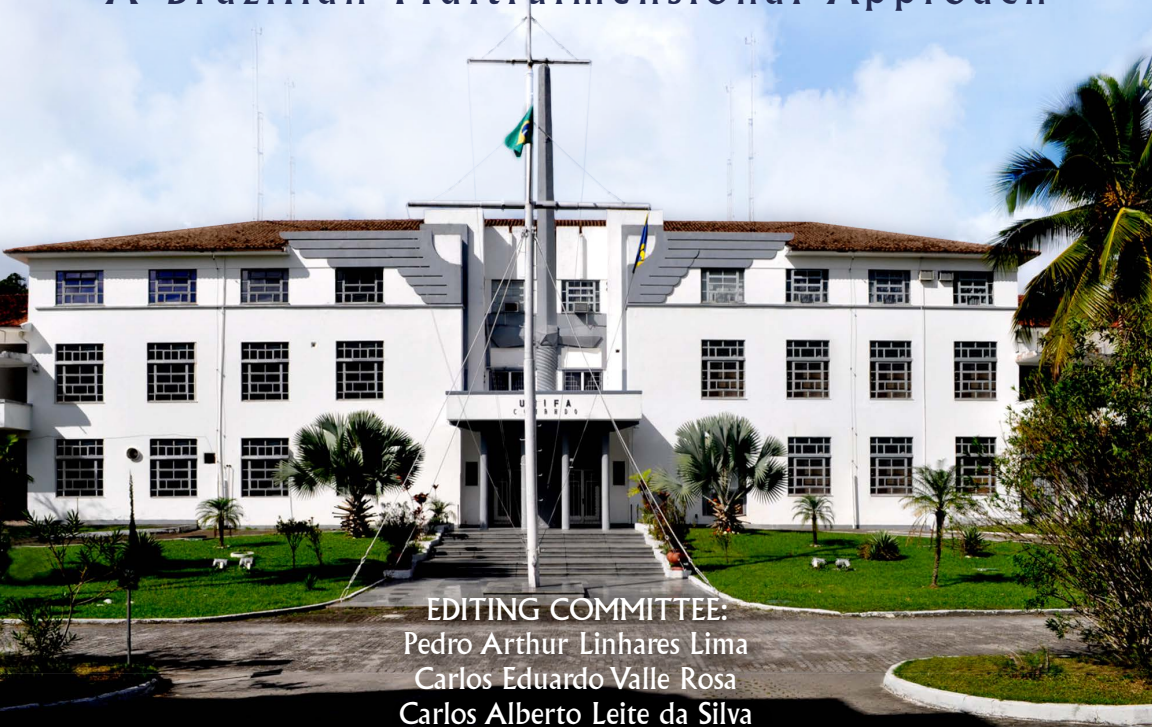 A Brazilian Multidimensional Approach
UNIFA
COMANDO
EDITING COMMITTEE:
Pedro Arthur Linhares Lima
Carlos Eduardo Valle Rosa
Carlos Alberto Leite da Silva